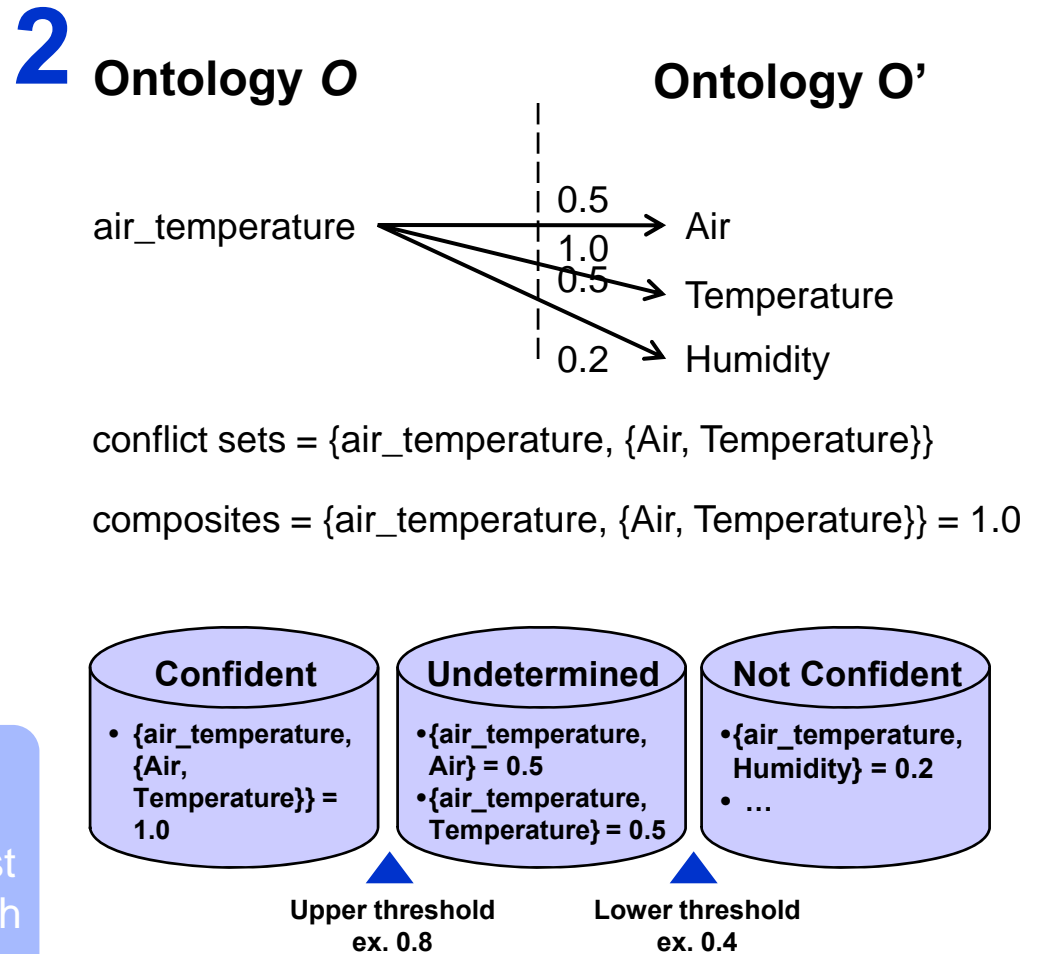 2
Ontology O
Ontology O’
air_temperature
0.5
Air
1.0
0.5
Temperature
0.2
Humidity
conflict sets = {air_temperature, {Air, Temperature}}
composites = {air_temperature, {Air, Temperature}} = 1.0
Confident
• {air_temperature,
{Air,
Temperature}} =
1.0
Undetermined
•{air_temperature,
Air} = 0.5
•{air_temperature,
Temperature} = 0.5
Not Confident
•{air_temperature,
Humidity} = 0.2
• …
Upper threshold
ex. 0.8
Lower threshold
ex. 0.4